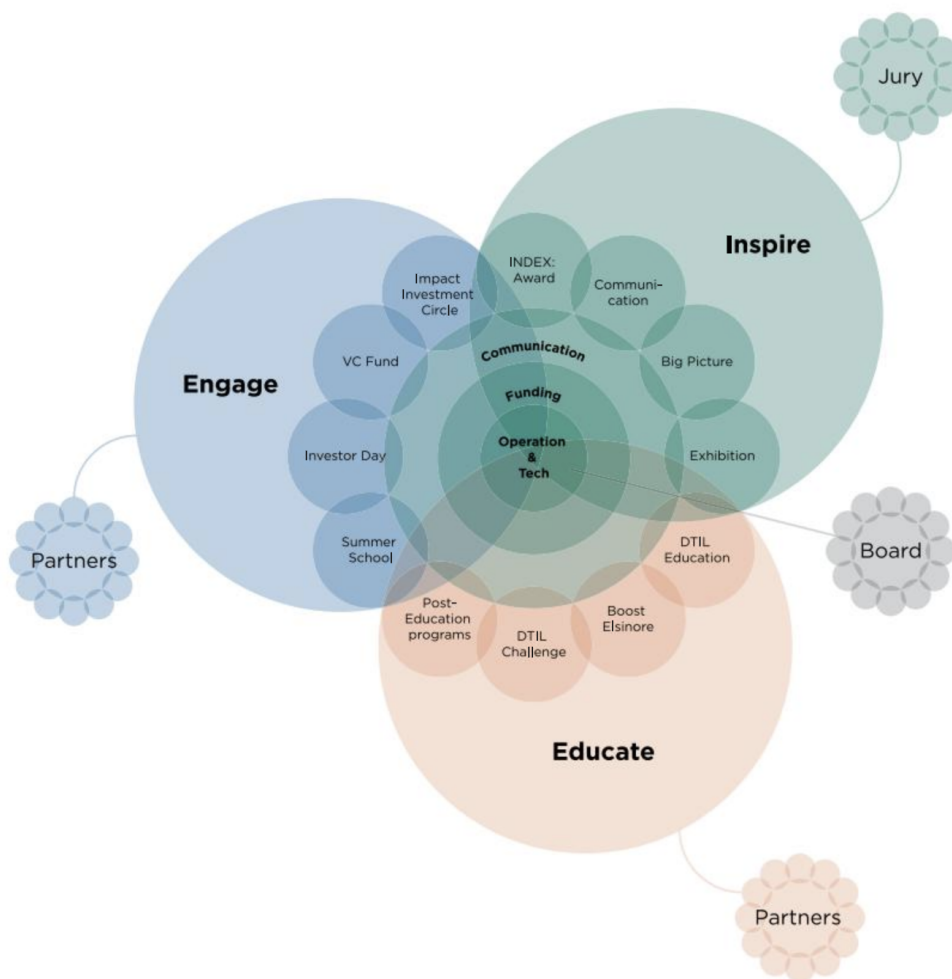 Jury
Inspire
INDEX:
Award
Communi-
cation
Big Picture
Exhibition
Impact
Investment
Circle
VC Fund
Engage
Investor Day
Summer
School
Communication
Funding
Operation
&
Tech
Partners
Board
DTIL
Education
Boost
Elsinore
DTIL
Challenge
Post-
Education
programs
Educate
Partners